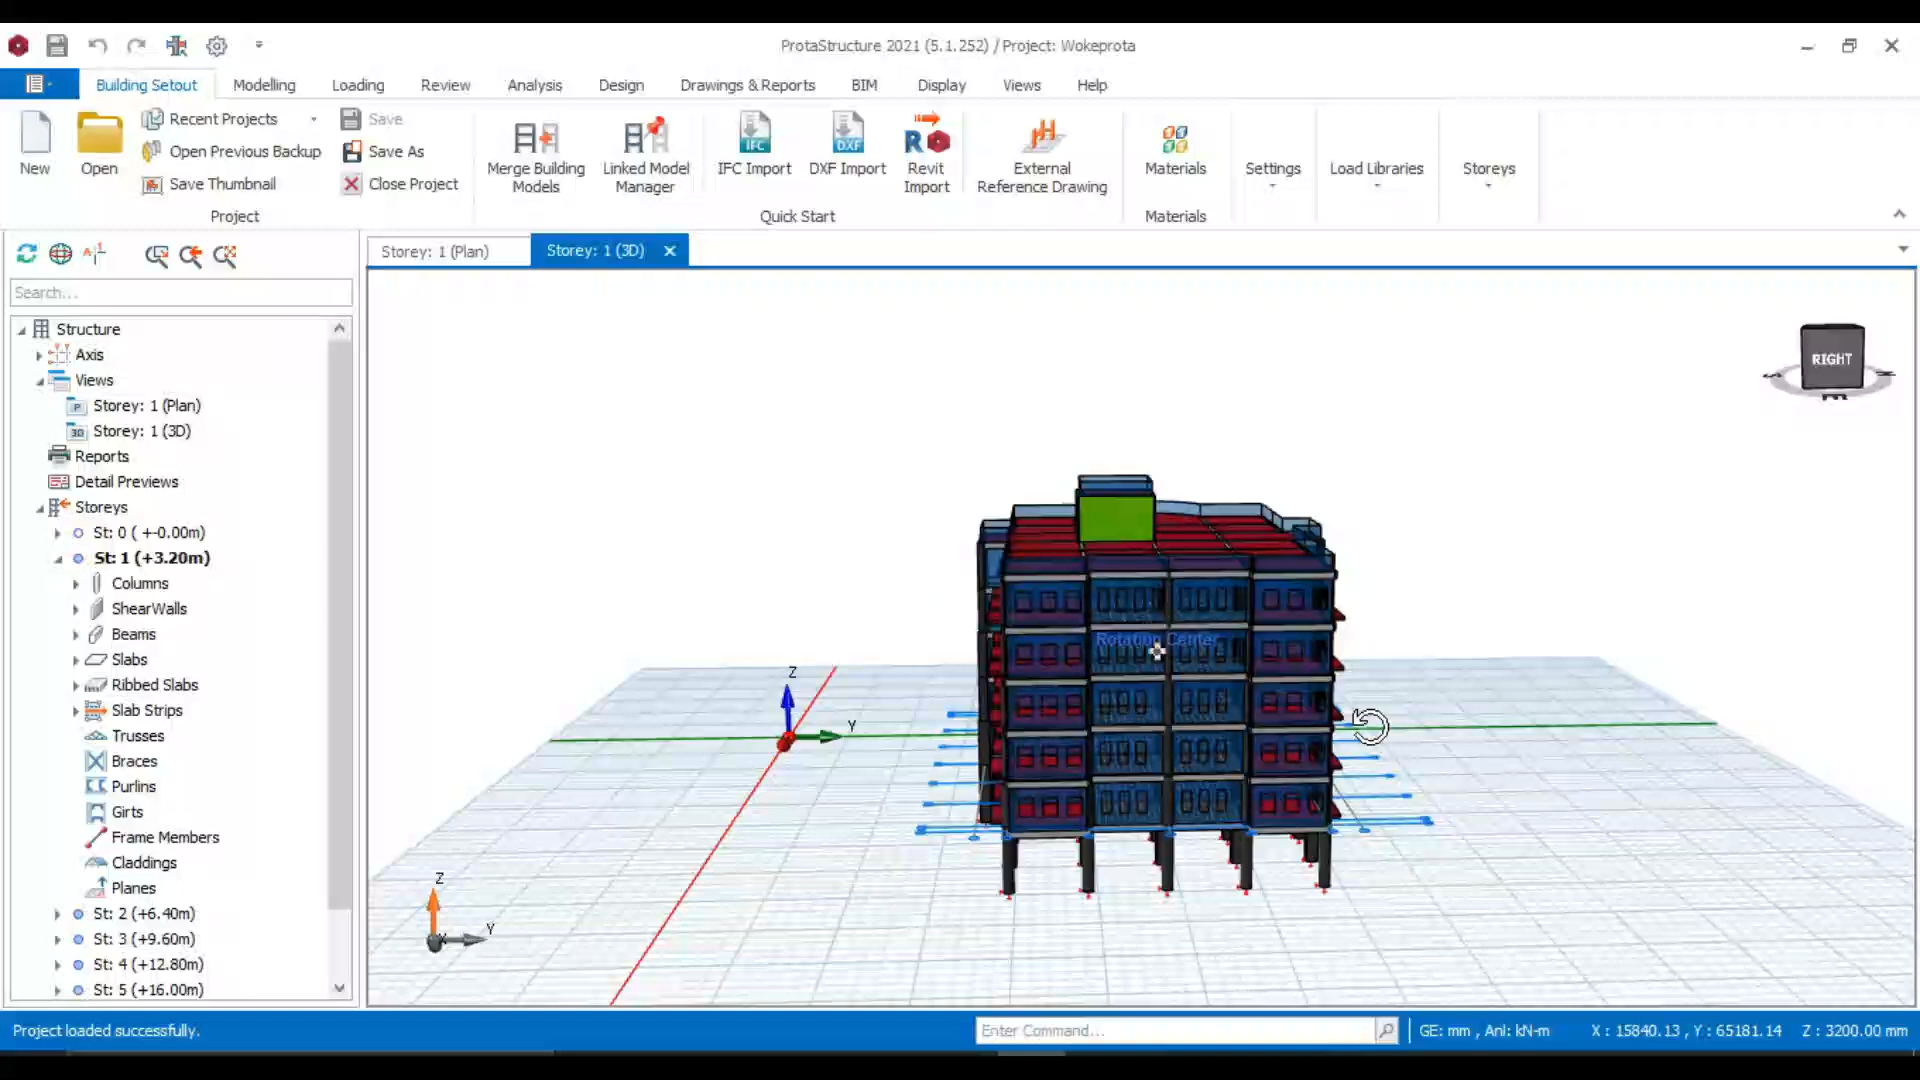 ProtaStructure 2021 (5.1.252) / Project: Wokeprota
Building Setout Modelling Loading Review Analysis Design Drawings & Reports BIM Display Views Help
New
Open
Recent Projects
Open Previous Backup
Save Thumbnail
Save
Save As
Close Project
Project
Merge Building
Models
Linked Model
Manager
IFC
IFC Import
DXF
DXF Import
R
Revit
Import
Quick Start
External
Reference Drawing
Materials
Materials
Settings
Load Libraries
Storeys
Search...
Storey: 1 (Plan)
Storey: 1 (3D)
Structure
Axis
Views
P Storey: 1 (Plan)
3D Storey: 1 (3D)
Reports
Detail Previews
Storeys
St: 0 ( +-0.00m)
St: 1 (+3.20m)
Columns
ShearWalls
Beams
Slabs
Ribbed Slabs
Slab Strips
Trusses
Braces
Purlins
Girts
Frame Members
Claddings
Planes
St: 2 (+6.40m)
St: 3 (+9.60m)
St: 4 (+12.80m)
St: 5 (+16.00m)
RIGHT
Rotation Center
Z
Y
Z
Y
X
Project loaded successfully.
Enter Command...
GE: mm , Anl: kN-m
X : 15840.13 , Y : 65181.14
Z : 3200.00 mm